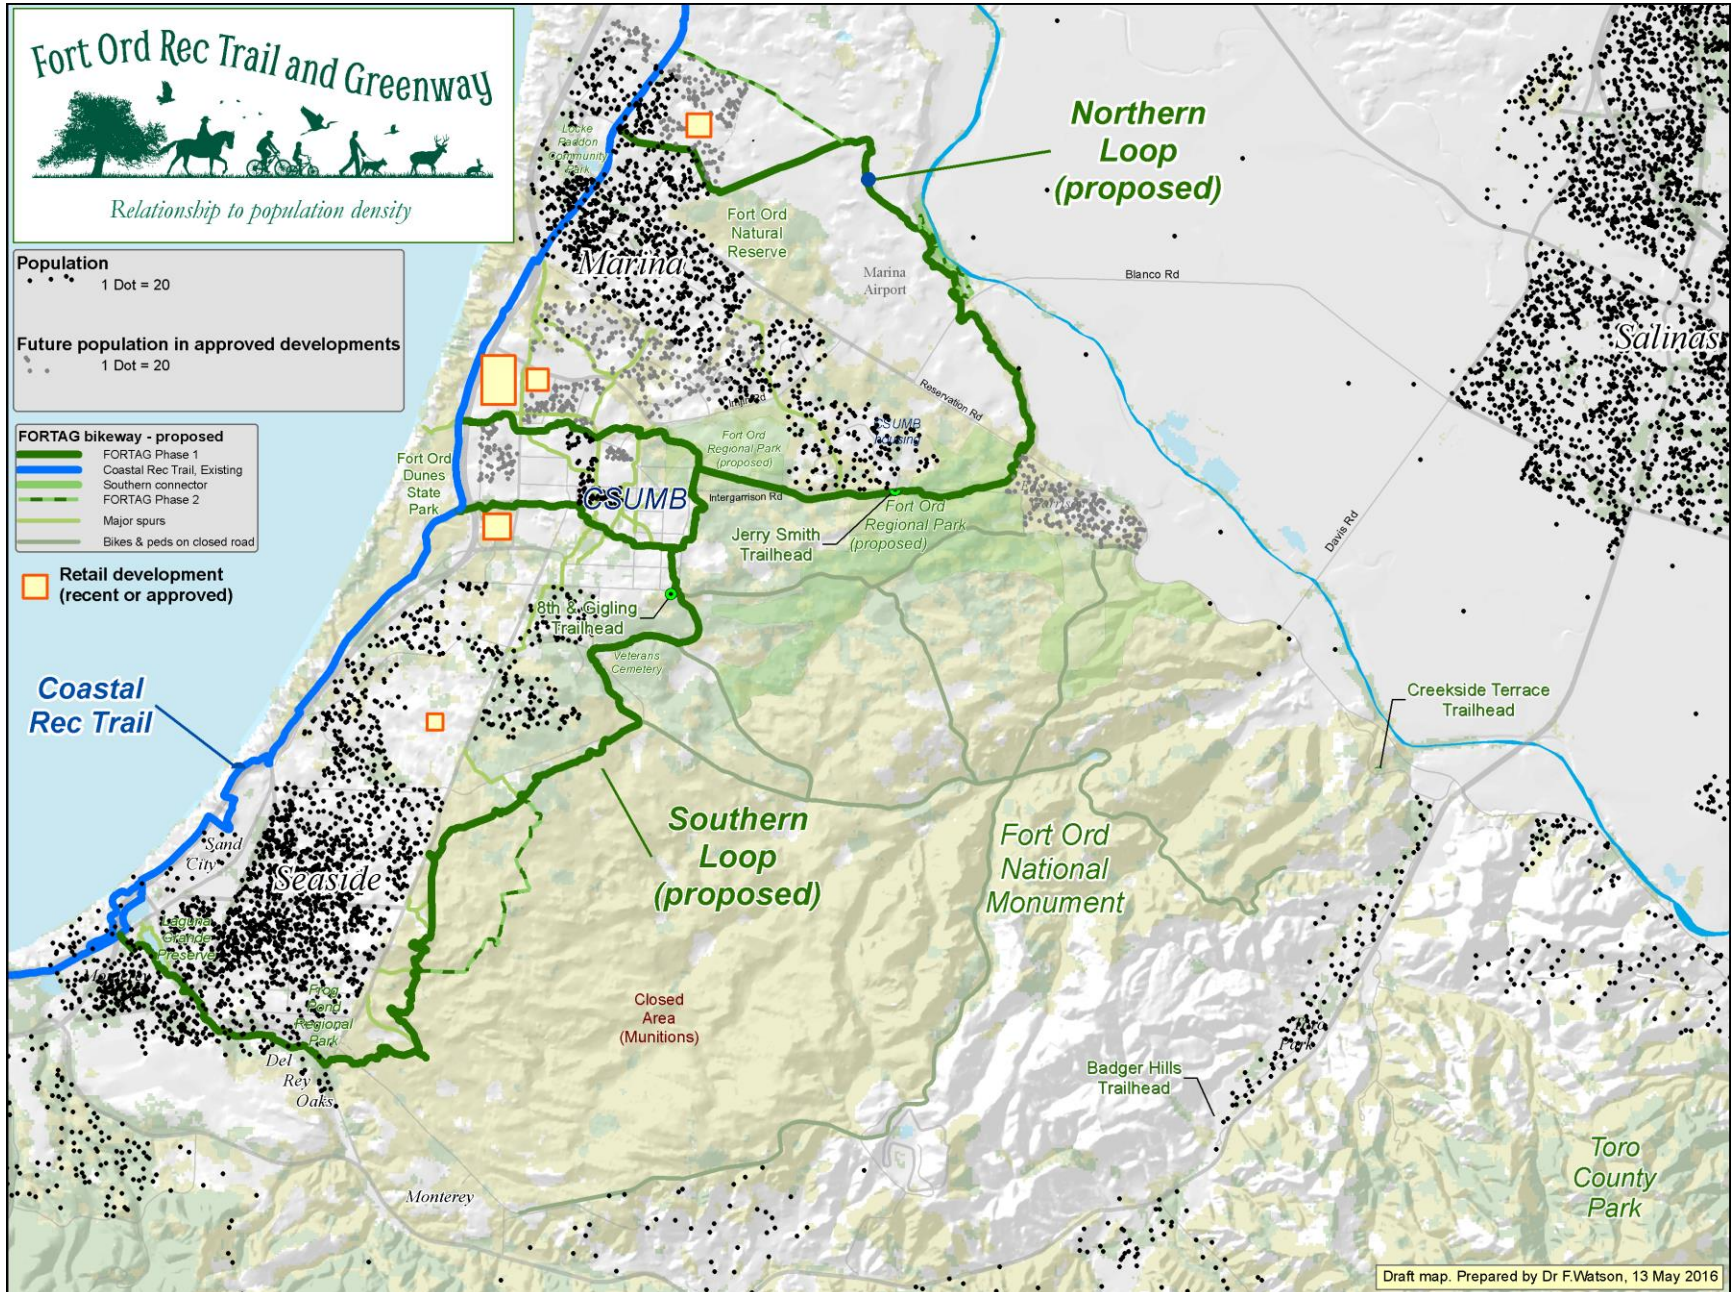 Fort Ord Rec Trail and Greenway
Relationship to population density
Population
1 Dot = 20
Future population in approved developments
1 Dot = 20
FORTAG bikeway - proposed
FORTAG Phase 1
Coastal Rec Trail, Existing
Southern connector
FORTAG Phase 2
Major spurs
Bikes & peds on closed road
Retail development
(recent or approved)
Locke
Paddon
Community
Park
Northern
Loop
(proposed)
Fort Ord
Natural
Reserve
Marina
Marina
Airport
Blanco Rd
Salinas
Imjin Rd
Reservation Rd
CSUMB
housing
Fort Ord
Regional Park
(proposed)
Fort Ord
Dunes
State
Park
CSUMB
Intergarrison Rd
Fort Ord
Regional Park
(proposed)
Jerry Smith
Trailhead
Davis Rd
8th & Gigling
Trailhead
Veterans
Cemetery
Coastal
Rec Trail
Creekside Terrace
Trailhead
Southern
Loop
(proposed)
Fort Ord
National
Monument
Sand
City
Seaside
Laguna
Grande
Preserve
Monterey
Frog
Pond
Regional
Park
Del
Rey
Oaks
Closed
Area
(Munitions)
Toro
Park
Badger Hills
Trailhead
Toro
County
Park
Monterey
Draft map. Prepared by Dr F.Watson, 13 May 2016